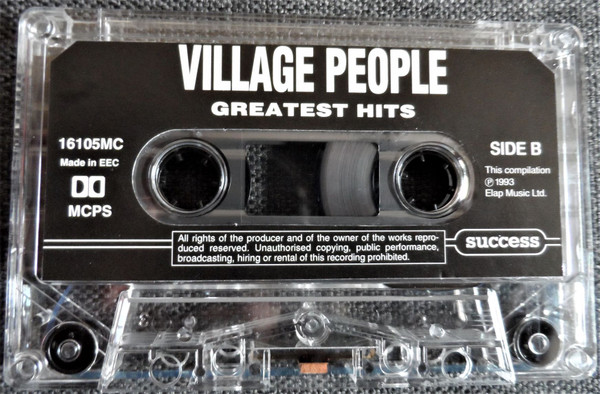 VILLAGE PEOPLE
GREATEST HITS
16105MC
Made in EEC
MCPS
SIDE B
This compilation
℗ 1993
Elap Music Ltd.
All rights of the producer and of the owner of the works repro-
duced reserved. Unauthorised copying, public performance,
broadcasting, hiring or rental of this recording prohibited.
success